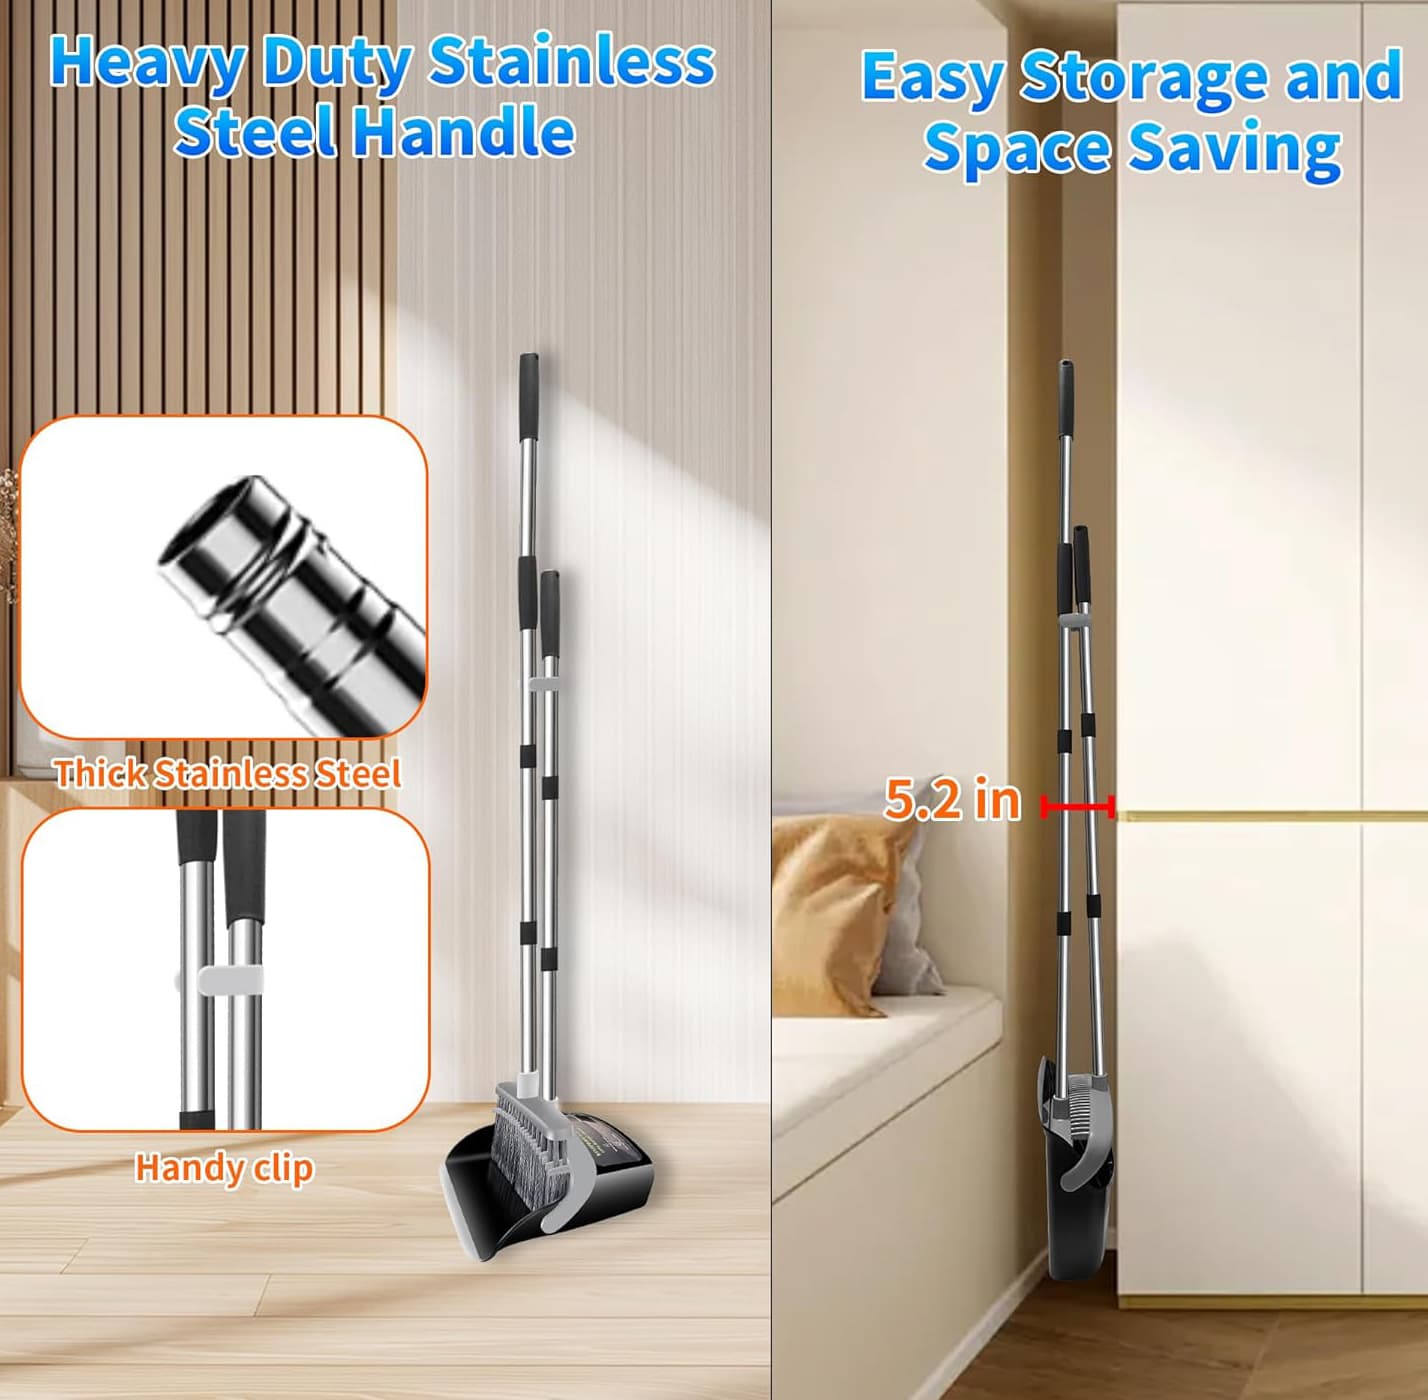 Heavy Duty Stainless
Steel Handle
Thick Stainless Steel
Handy clip
Easy Storage and
Space Saving
5.2 in